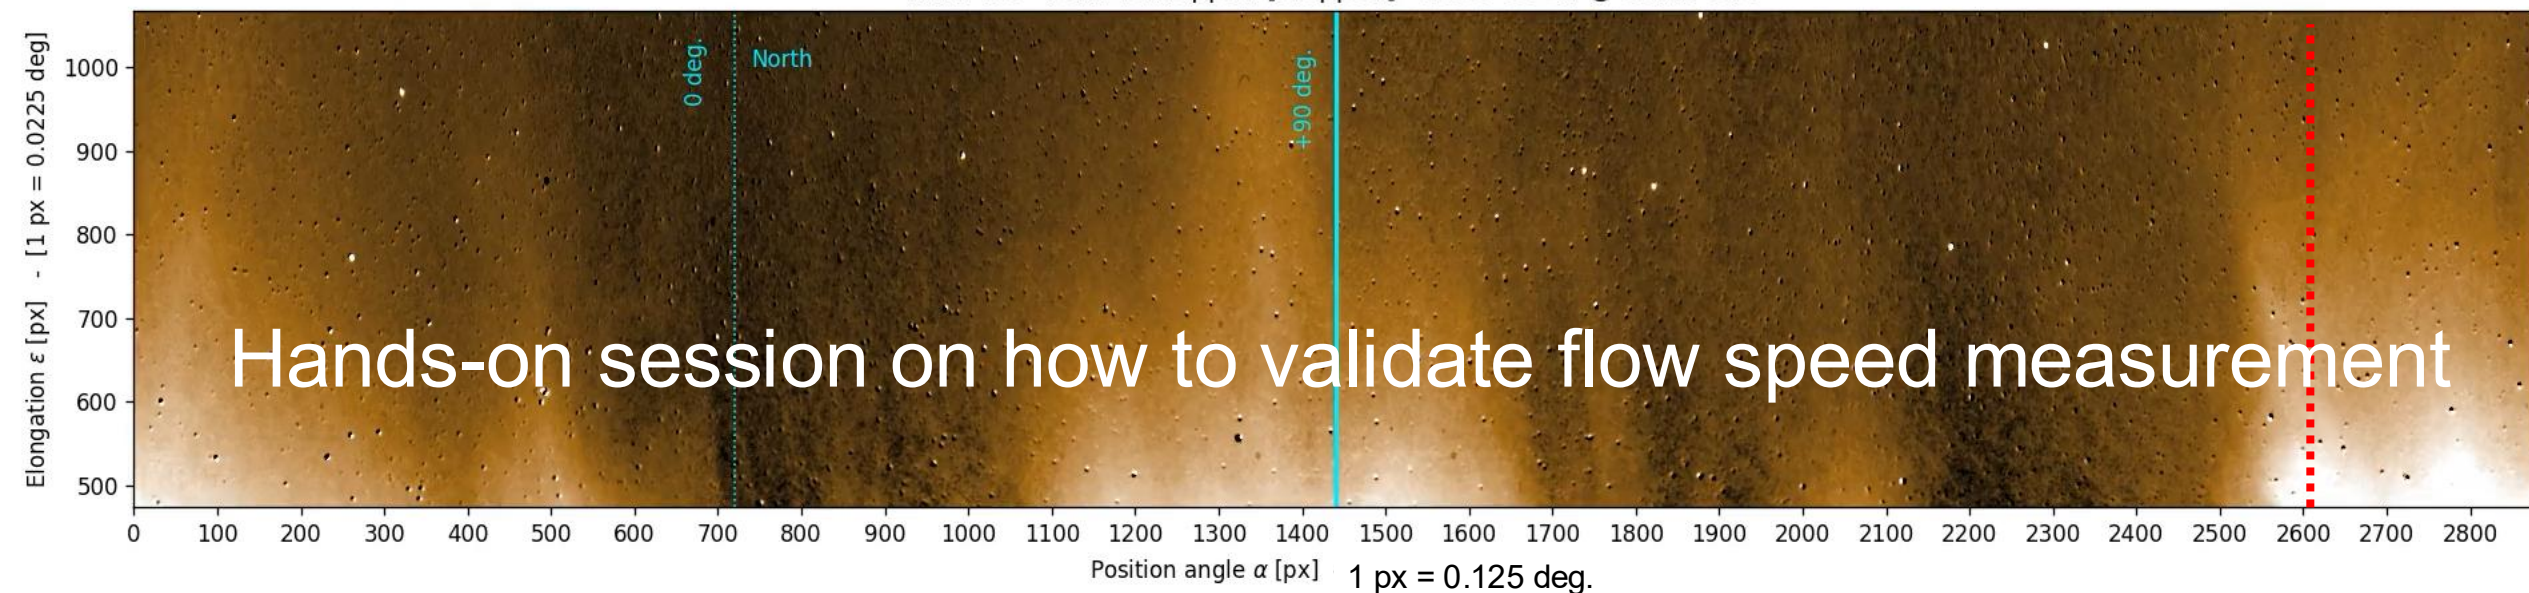 Elongation ε [px] - [1 px = 0.0225 deg]
1000
900
800
700
600
500
0 deg.
North
+90 deg.
Hands-on session on how to validate flow speed measurement
0 100 200 300 400 500 600 700 800 900 1000 1100 1200 1300 1400 1500 1600 1700 1800 1900 2000 2100 2200 2300 2400 2500 2600 2700 2800
Position angle α [px] 1 px = 0.125 deg.